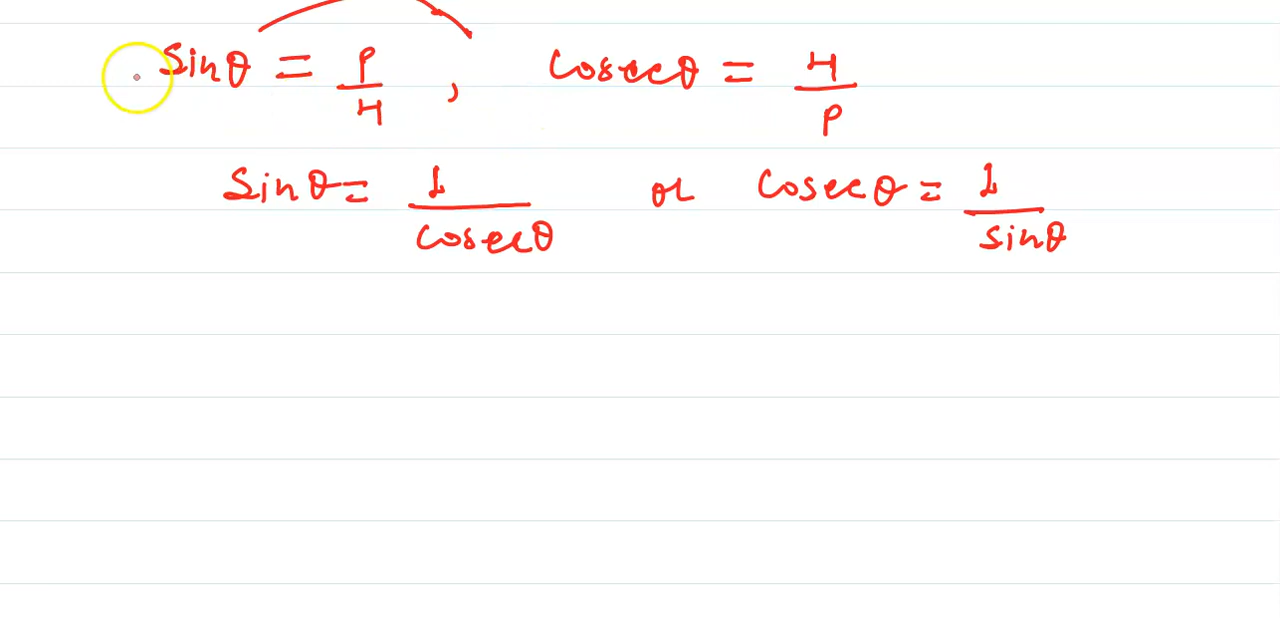 sinθ = P/H , cosecθ = H/P
sinθ = 1/cosecθ or cosecθ = 1/sinθ